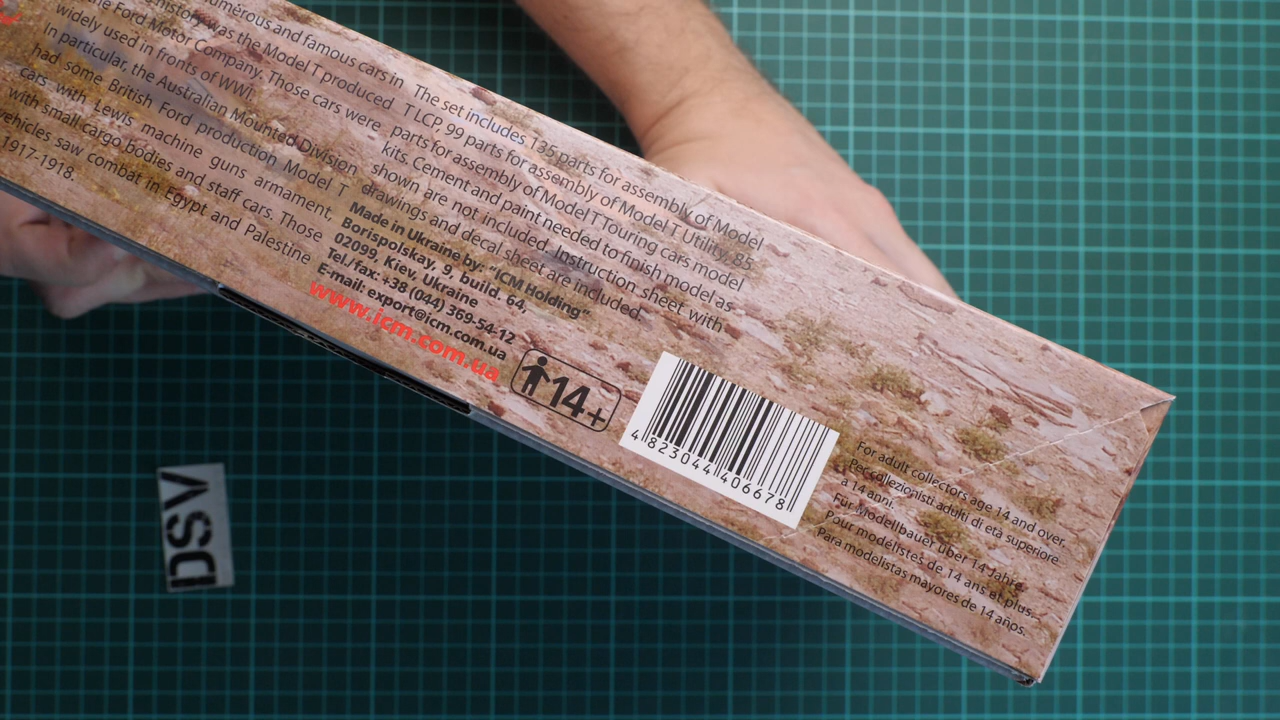 numerous and famous cars in
history was the Model T produced
the Ford Motor Company. Those cars were
widely used in fronts of WWI.
In particular, the Australian Mounted Division
had some British Ford production Model T
cars with Lewis machine guns armament,
with small cargo bodies and staff cars. Those
vehicles saw combat in Egypt and Palestine
1917-1918.
The set includes 135 parts for assembly of Model
T LCP, 99 parts for assembly of Model T Utility, 85
parts for assembly of Model T Touring cars model
kits. Cement and paint needed to finish model as
shown are not included. Instruction sheet with
drawings and decal sheet are included.
Made in Ukraine by: "ICM Holding"
Borispolskay, 9, build. 64,
02099, Kiev, Ukraine
Tel./fax: +38 (044) 369-54-12
E-mail: export@icm.com.ua
www.icm.com.ua
14+
4 823044 406678
For adult collectors age 14 and over.
Per collezionisti adulti di età superiore
a 14 anni.
Für Modellbauer über 14 Jahre.
Pour modélistes de 14 ans et plus.
Para modelistas mayores de 14 años.
DSV